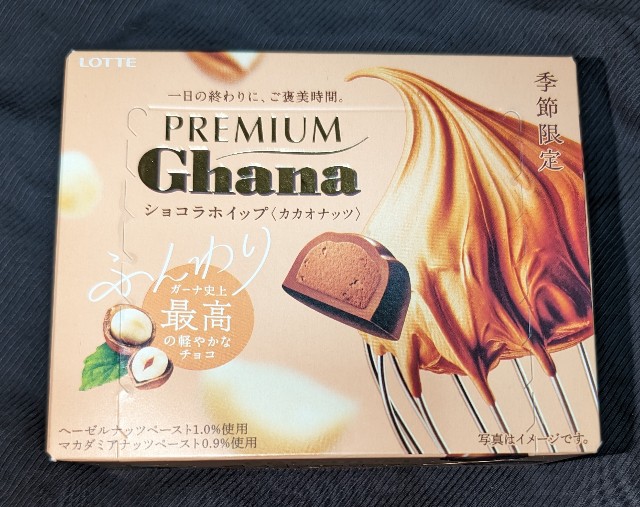 LOTTE
一日の終わりに、ご褒美時間。
PREMIUM
Ghana
ショコラホイップ〈カカオナッツ〉
季節限定
ふんわり
ガーナ史上
最高
の軽やかな
チョコ
ヘーゼルナッツペースト1.0%使用
マカダミアナッツペースト0.9%使用
写真はイメージです。